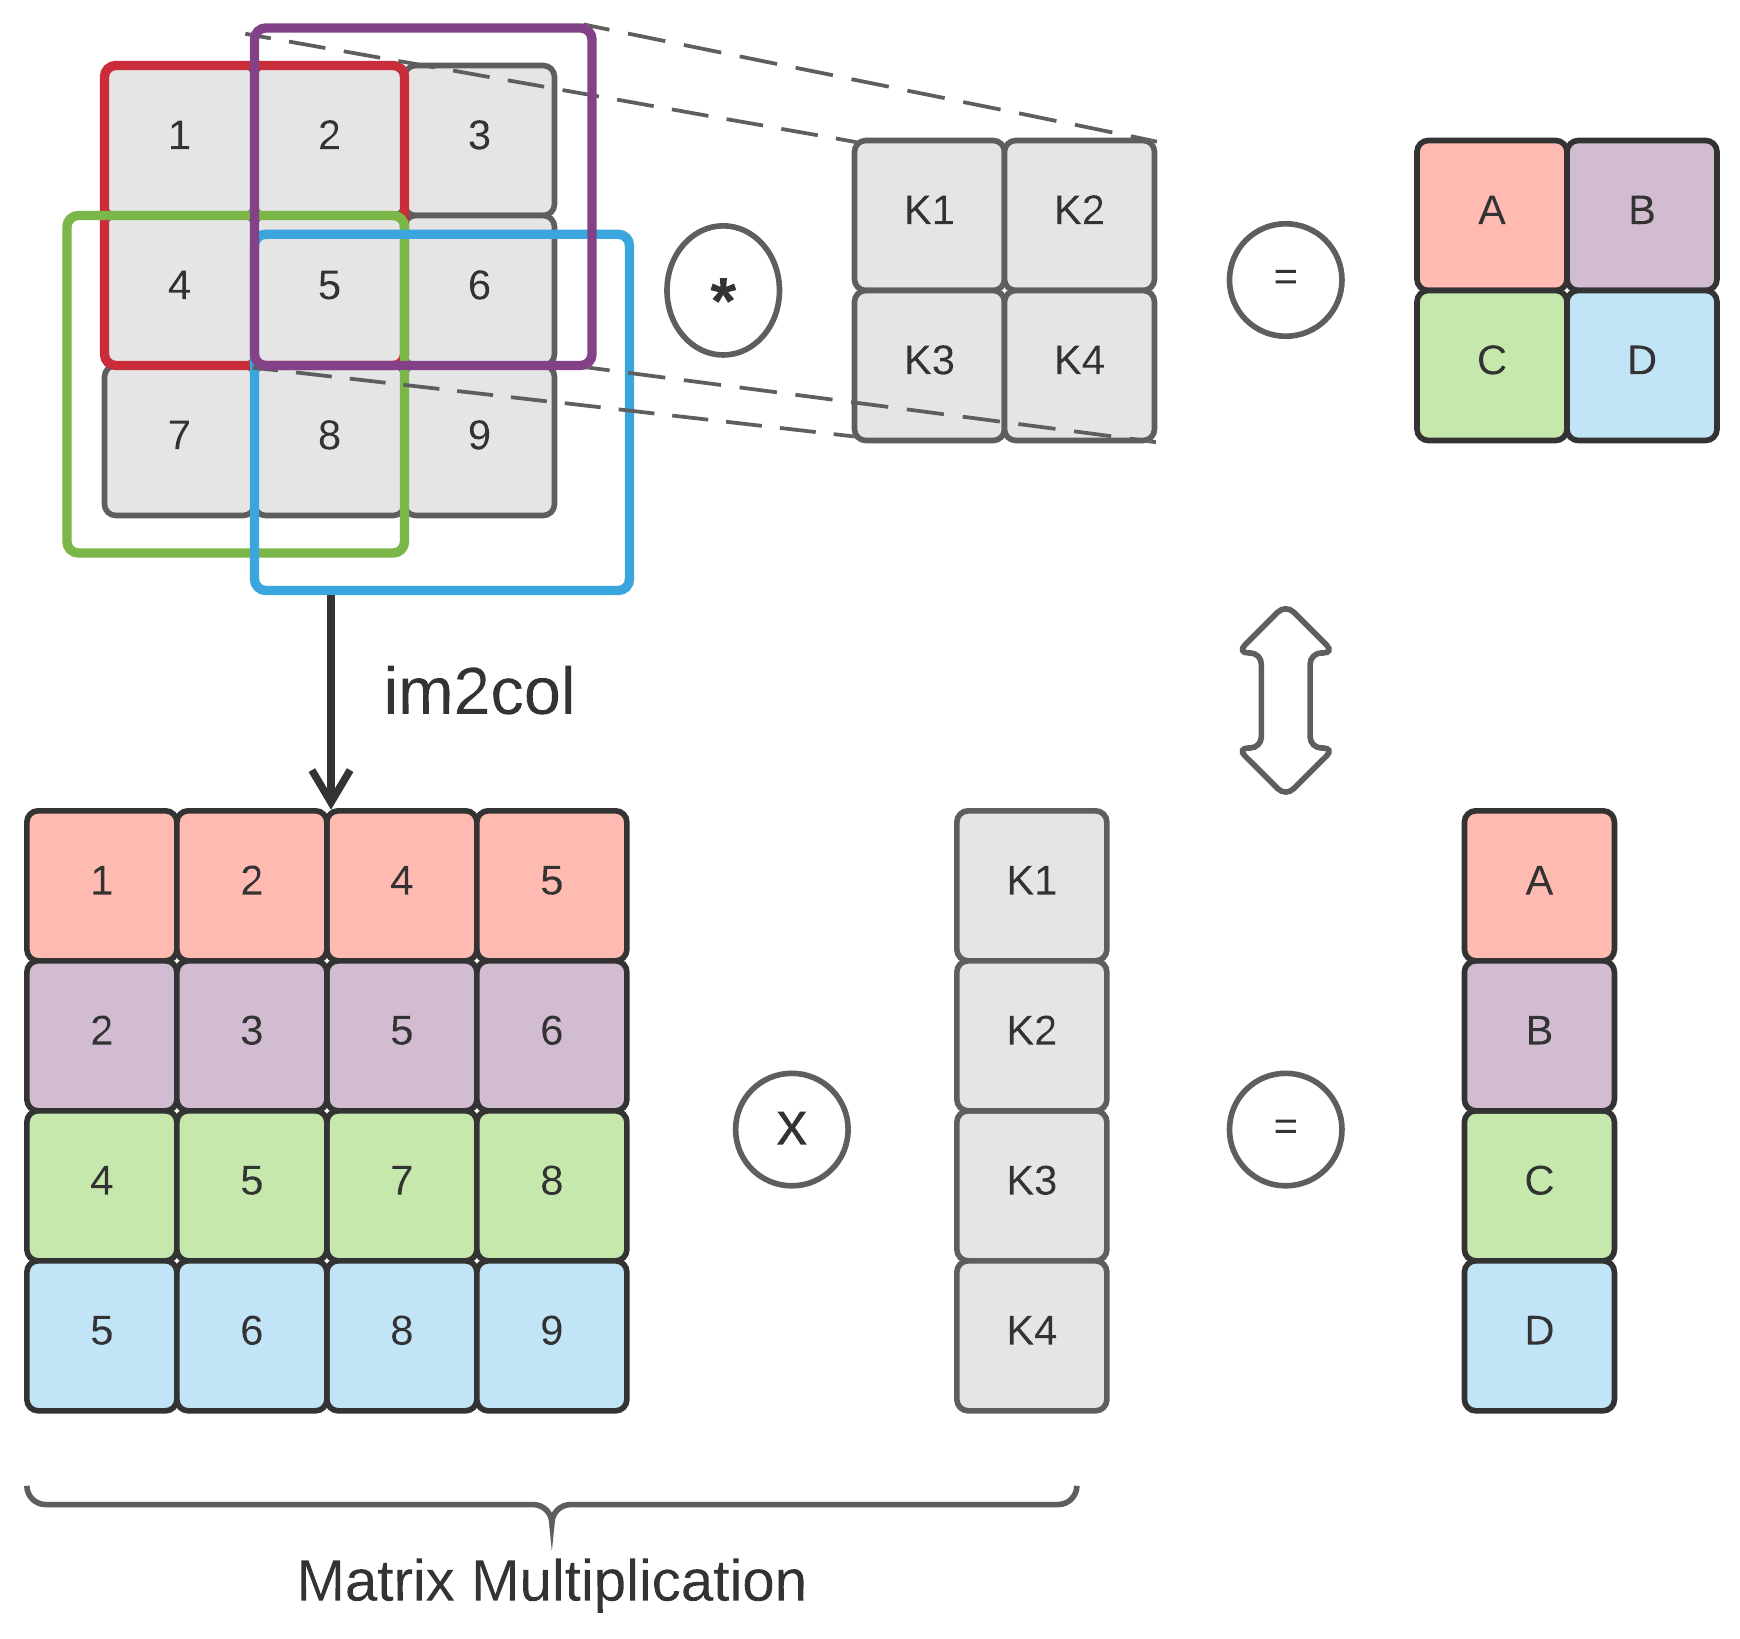 1 2 3
4 5 6
7 8 9
*
K1 K2
K3 K4
=
A B
C D
im2col
1 2 4 5
2 3 5 6
4 5 7 8
5 6 8 9
X
K1
K2
K3
K4
=
A
B
C
D
Matrix Multiplication